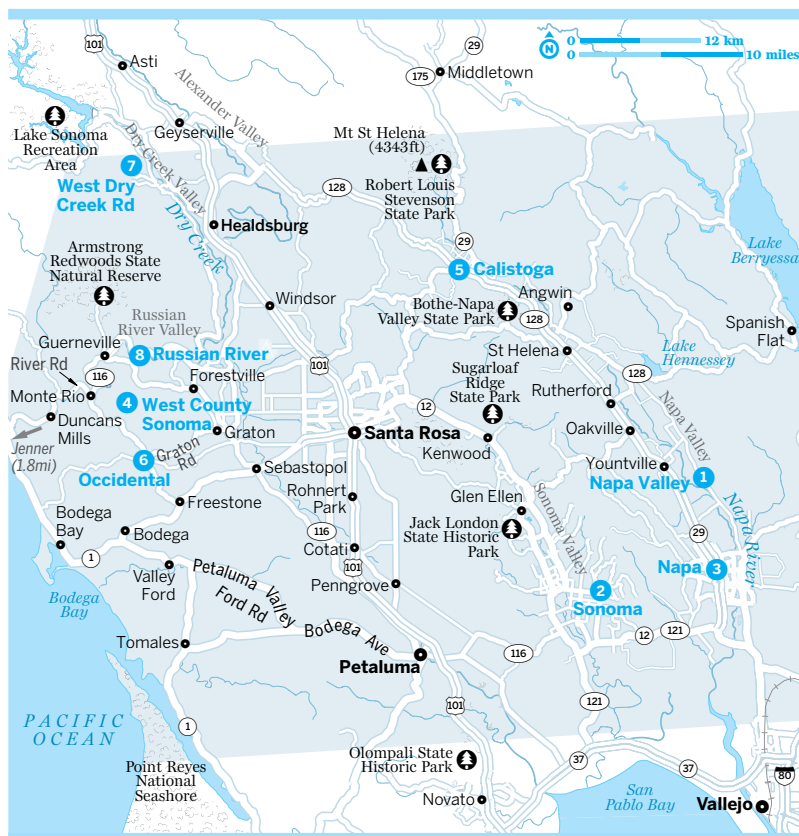 101
Asti
29
N
0
12 km
0
10 miles
175
Middletown
Alexander Valley
Geyserville
Lake Sonoma
Recreation
Area
Mt St Helena
(4343ft)
7
West Dry
Creek Rd
Dry Creek Valley
Dry Creek
128
Robert Louis
Stevenson
State Park
Healdsburg
29
Lake
Berryessa
Armstrong
Redwoods State
Natural Reserve
5 Calistoga
Windsor
Bothe-Napa
Valley State Park
Angwin
128
Russian
River Valley
Spanish
Flat
Guerneville
8 Russian River
St Helena
Lake
Hennessey
River Rd
116
Forestville
101
Sugarloaf
Ridge
State Park
128
Monte Rio
4 West County
Sonoma
12
Rutherford
Napa Valley
Duncans
Mills
Graton
Santa Rosa
Kenwood
Oakville
Jenner
(1.8mi)
6
Occidental
Graton
Rd
Sebastopol
Yountville
Napa Valley 1
Rohnert
Park
Glen Ellen
Sonoma Valley
Napa River
Freestone
Bodega
Bay
Bodega
116
Jack London
State Historic
Park
29
1
Cotati
101
Valley
Ford
Petaluma Valley
Ford Rd
Penngrove
Napa 3
2
Sonoma
Bodega
Bay
Bodega Ave
Tomales
12
121
116
Petaluma
121
101
PACIFIC
OCEAN
1
Olompali State
Historic Park
37
37
Point Reyes
National
Seashore
80
Novato
San
Pablo Bay
Vallejo